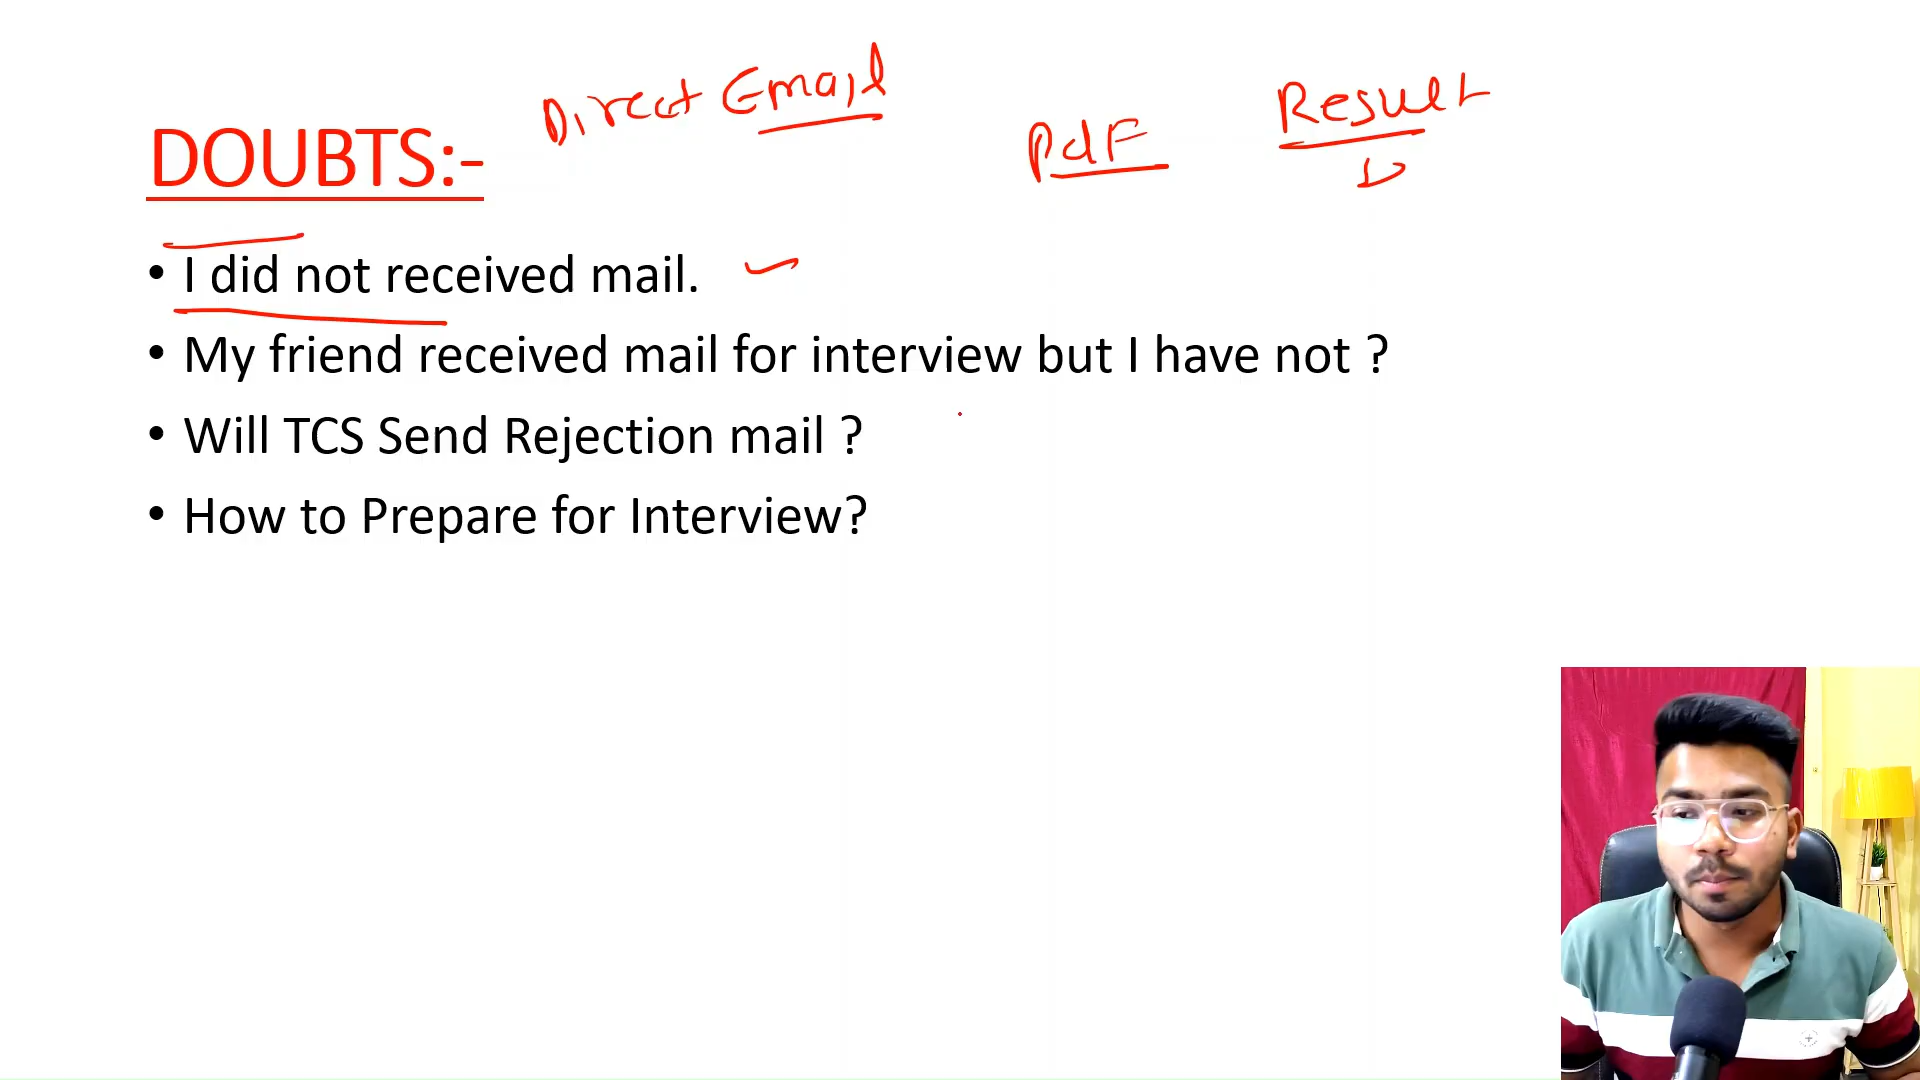 Direct Email
PdF
Result
DOUBTS:-
• I did not received mail.
• My friend received mail for interview but I have not ?
• Will TCS Send Rejection mail ?
• How to Prepare for Interview?